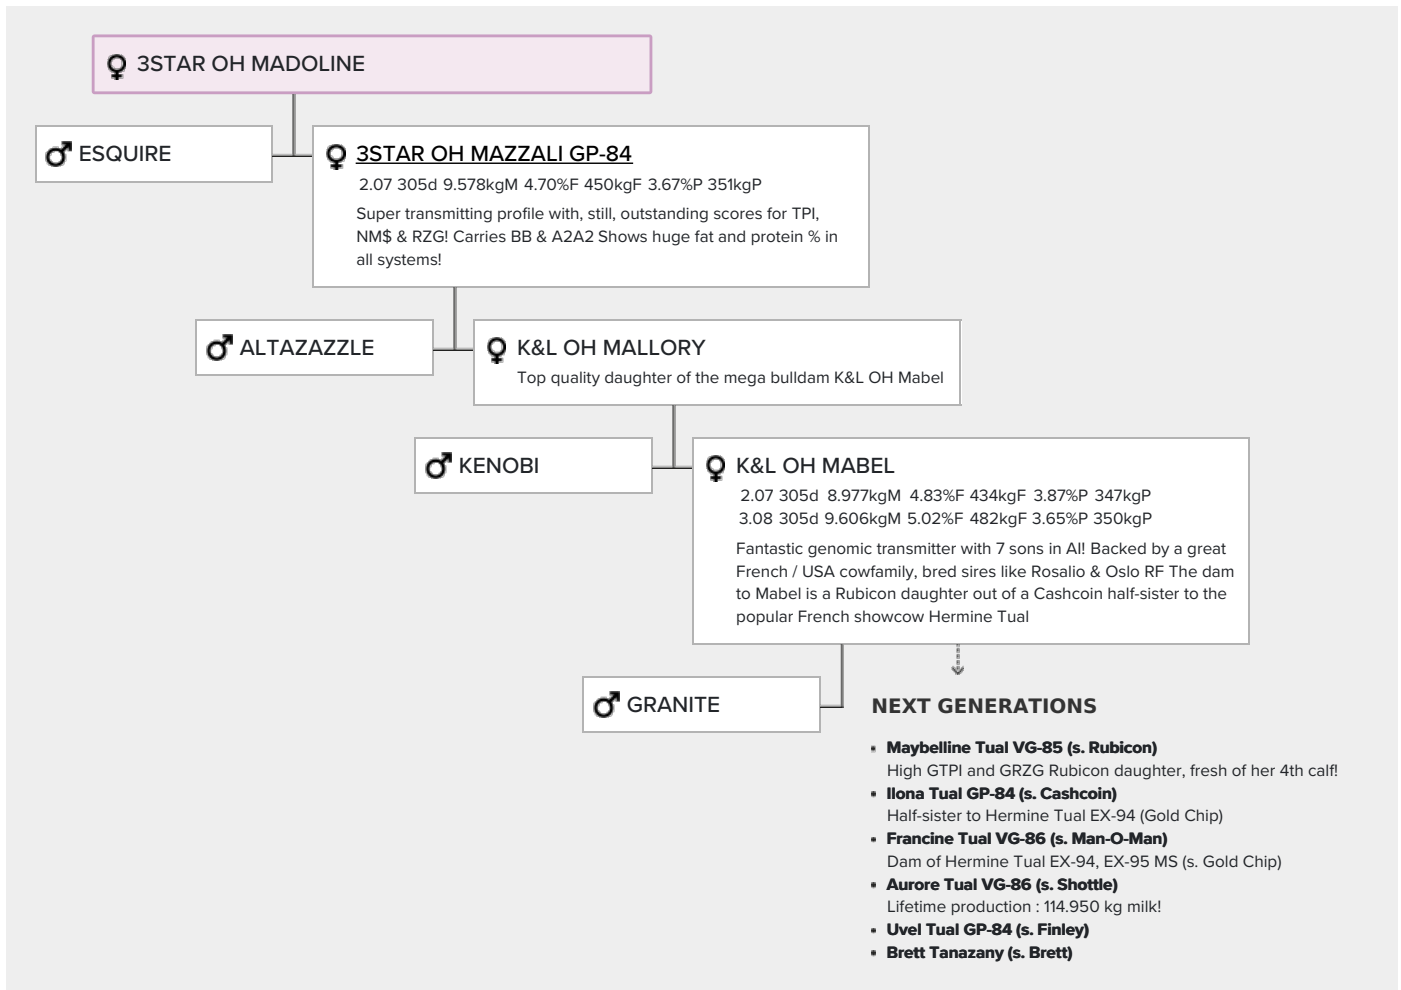 3STAR OH MADOLINE
ESQUIRE
3STAR OH MAZZALI GP-84
2.07 305d 9.578kgM 4.70%F 450kgF 3.67%P 351kgP
Super transmitting profile with, still, outstanding scores for TPI,
NM$ & RZG! Carries BB & A2A2 Shows huge fat and protein % in
all systems!
ALTAZAZZLE
K&L OH MALLORY
Top quality daughter of the mega bulldam K&L OH Mabel
KENOBI
K&L OH MABEL
2.07 305d 8.977kgM 4.83%F 434kgF 3.87%P 347kgP
3.08 305d 9.606kgM 5.02%F 482kgF 3.65%P 350kgP
Fantastic genomic transmitter with 7 sons in AI! Backed by a great
French / USA cowfamily, bred sires like Rosalio & Oslo RF The dam
to Mabel is a Rubicon daughter out of a Cashcoin half-sister to the
popular French showcow Hermine Tual
GRANITE
NEXT GENERATIONS
Maybelline Tual VG-85 (s. Rubicon)
High GTPI and GRZG Rubicon daughter, fresh of her 4th calf!
Ilona Tual GP-84 (s. Cashcoin)
Half-sister to Hermine Tual EX-94 (Gold Chip)
Francine Tual VG-86 (s. Man-O-Man)
Dam of Hermine Tual EX-94, EX-95 MS (s. Gold Chip)
Aurore Tual VG-86 (s. Shottle)
Lifetime production : 114.950 kg milk!
Uvel Tual GP-84 (s. Finley)
Brett Tanazany (s. Brett)